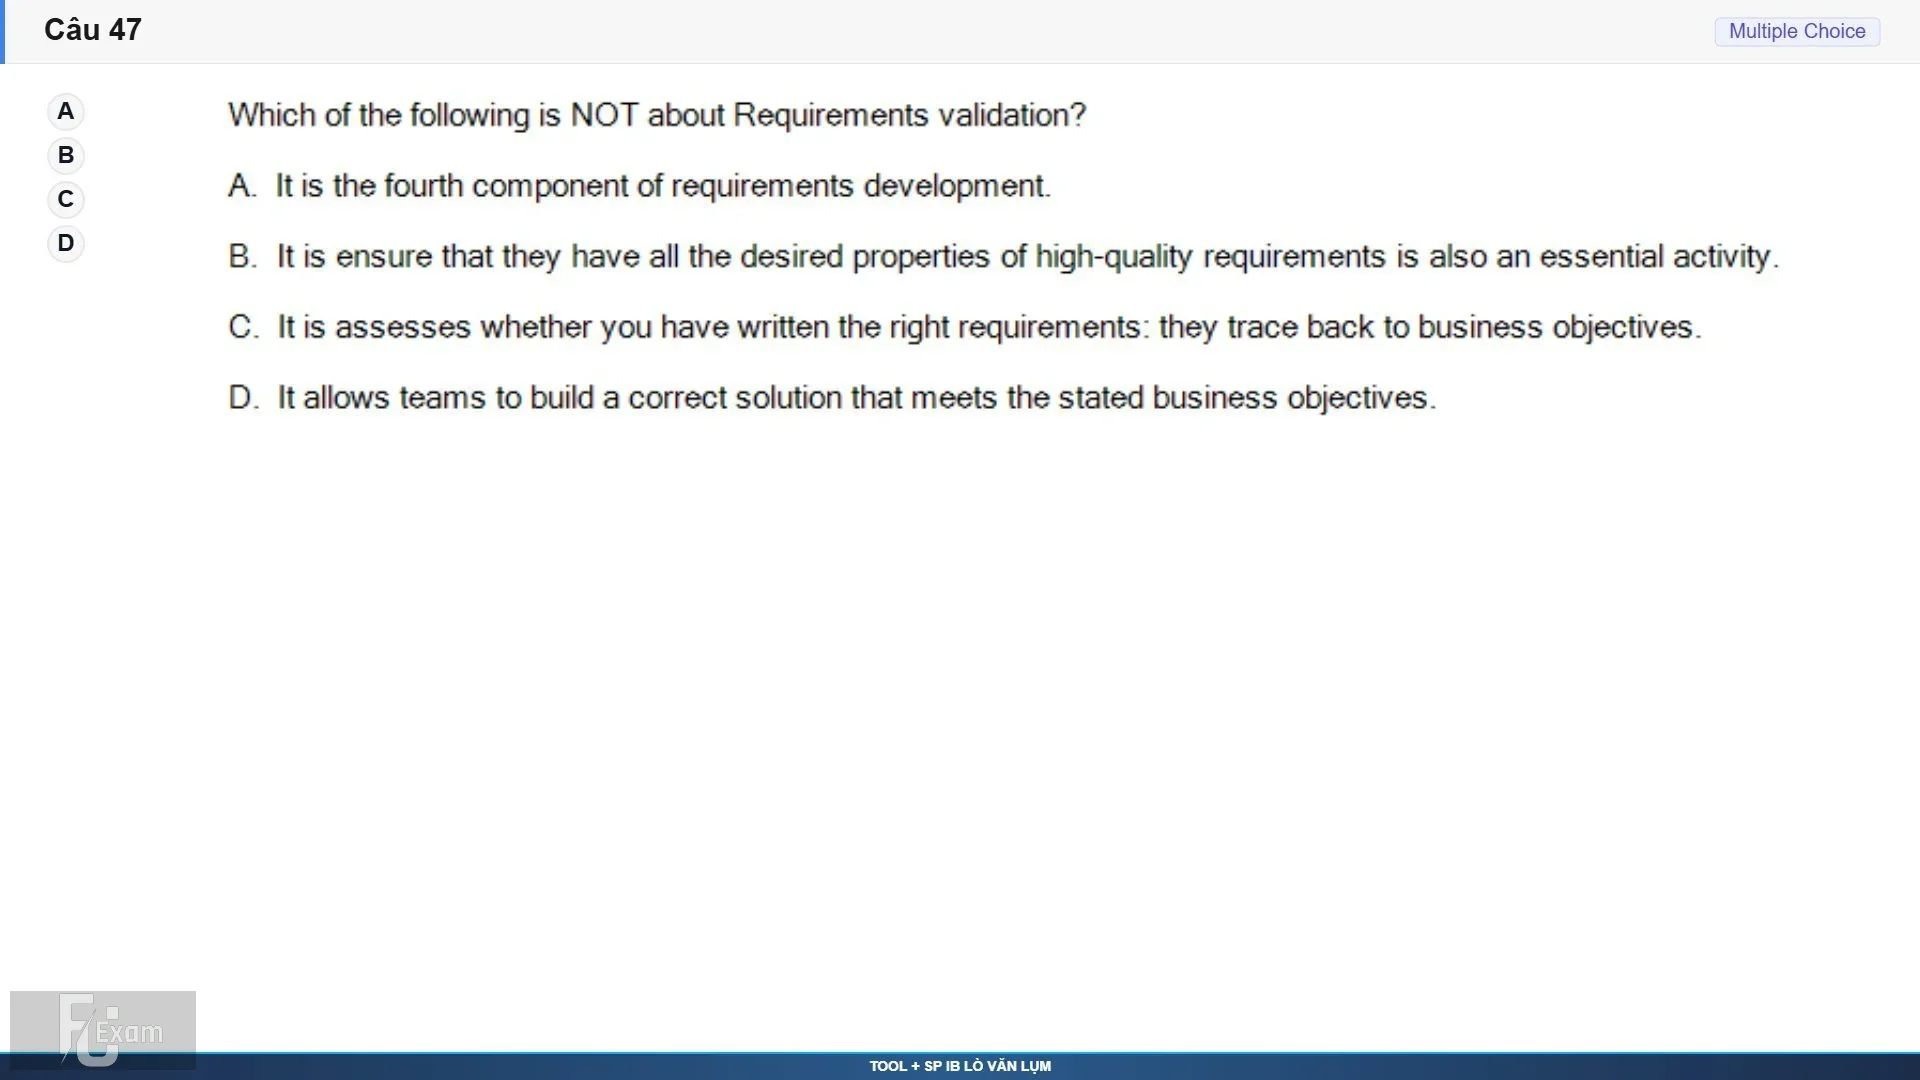 Câu 47
Multiple Choice
A
B
C
D
Which of the following is NOT about Requirements validation?
A. It is the fourth component of requirements development.
B. It is ensure that they have all the desired properties of high-quality requirements is also an essential activity.
C. It is assesses whether you have written the right requirements: they trace back to business objectives.
D. It allows teams to build a correct solution that meets the stated business objectives.
FU Exam
TOOL + SP IB LÒ VĂN LỤM